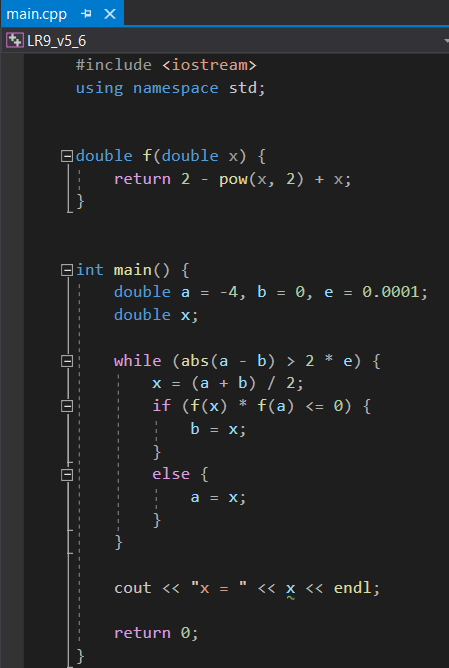 main.cpp
LR9_v5_6
#include <iostream>
using namespace std;
double f(double x) {
return 2 - pow(x, 2) + x;
}
int main() {
double a = -4, b = 0, e = 0.0001;
double x;
while (abs(a - b) > 2 * e) {
x = (a + b) / 2;
if (f(x) * f(a) <= 0) {
b = x;
}
else {
a = x;
}
}
cout << "x = " << x << endl;
return 0;
}